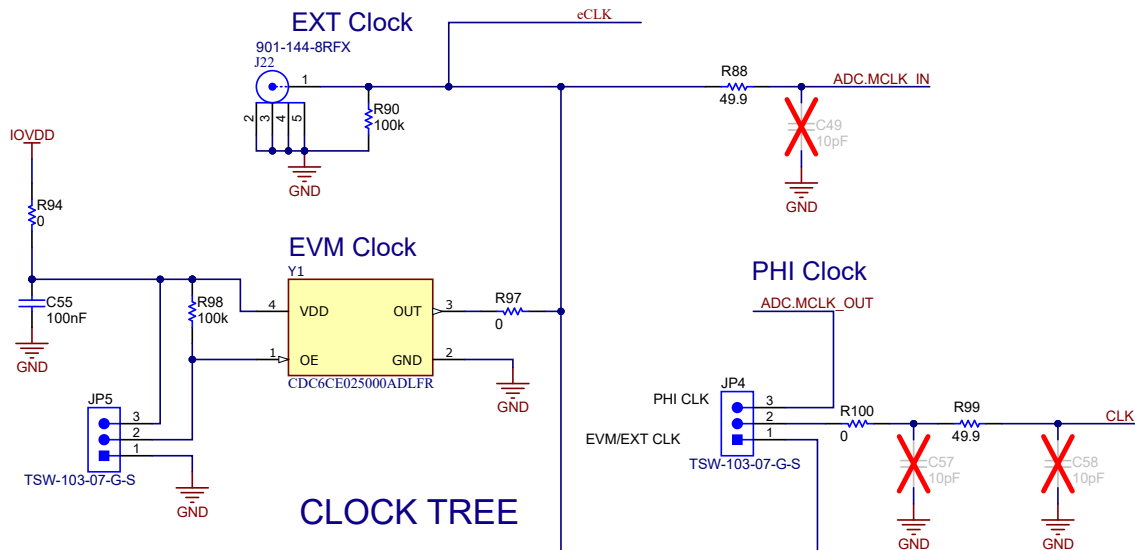 EXT Clock
eCLK
901-144-8RFX
J22
1
R88
49.9
ADC.MCLK_IN
R90
100k
2
3
4
5
C49
10pF
IOVDD
GND
GND
R94
0
EVM Clock
Y1
PHI Clock
C55
100nF
R98
100k
4
VDD
OUT
3
R97
0
ADC.MCLK_OUT
GND
1
OE
GND
2
CDC6CE025000ADLFR
GND
JP5
3
2
1
TSW-103-07-G-S
GND
JP4
PHI CLK
3
2
EVM/EXT CLK
1
TSW-103-07-G-S
R100
0
R99
49.9
CLK
C57
10pF
C58
10pF
GND
GND
CLOCK TREE